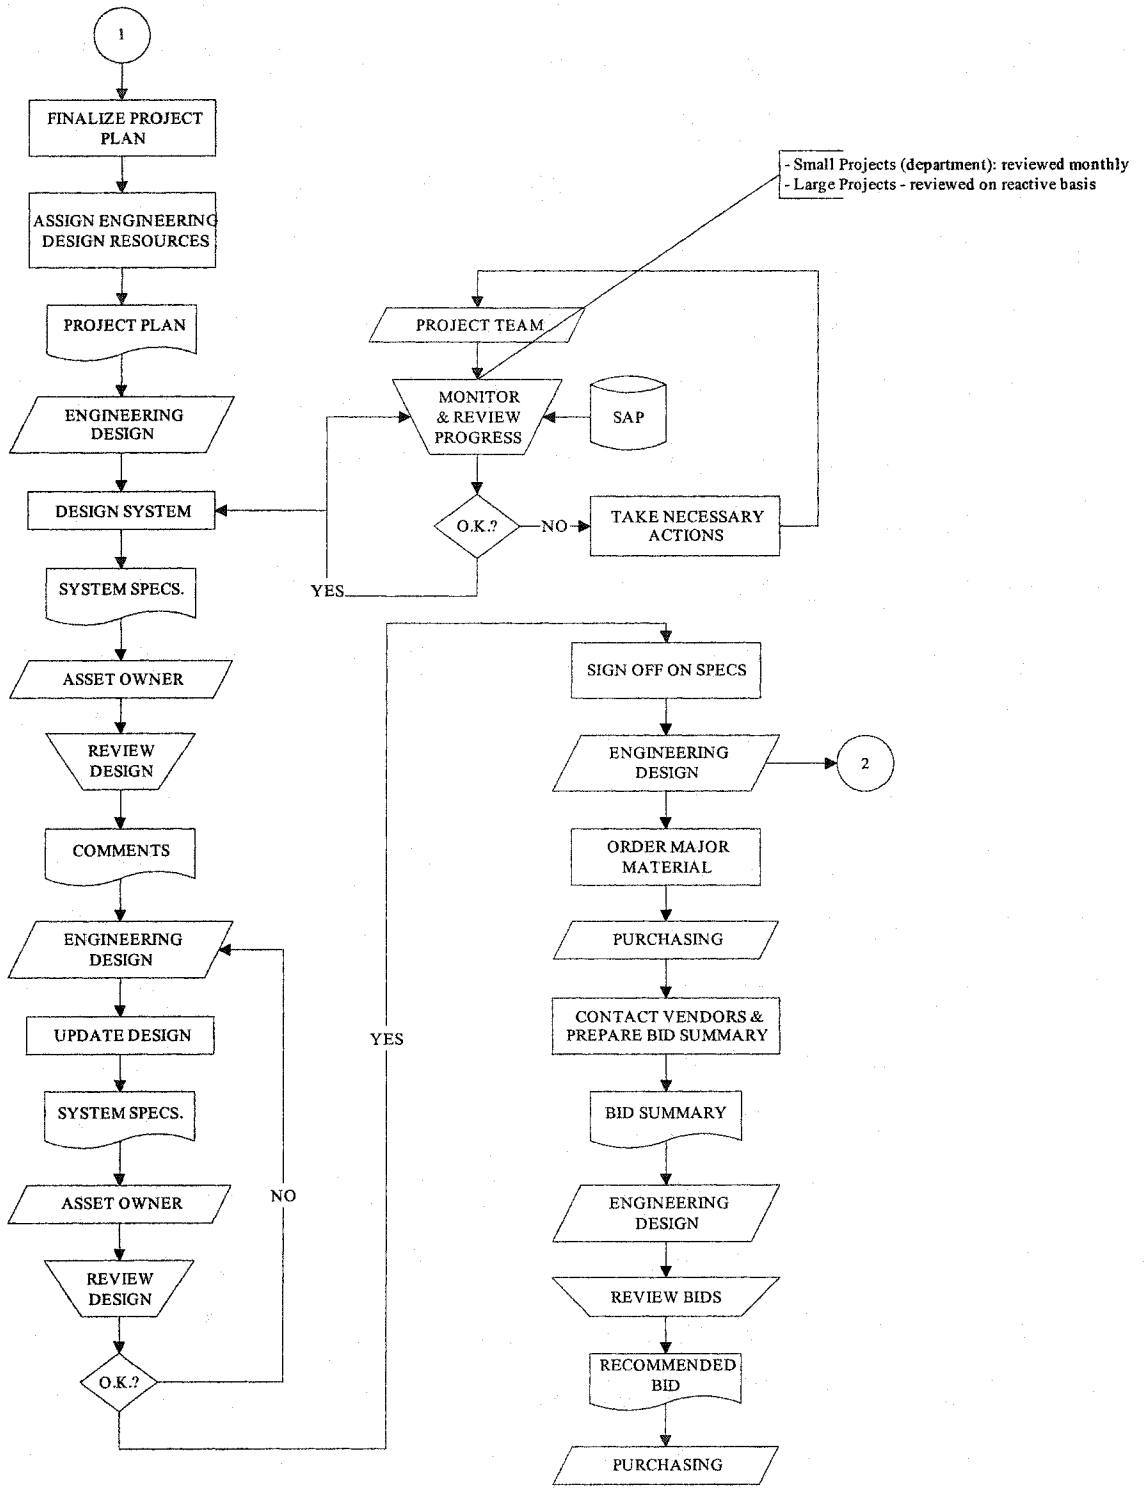 1
FINALIZE PROJECT
PLAN
ASSIGN ENGINEERING
DESIGN RESOURCES
PROJECT PLAN
ENGINEERING
DESIGN
DESIGN SYSTEM
SYSTEM SPECS.
ASSET OWNER
REVIEW
DESIGN
COMMENTS
ENGINEERING
DESIGN
UPDATE DESIGN
SYSTEM SPECS.
ASSET OWNER
REVIEW
DESIGN
O.K.?
NO
YES
- Small Projects (department): reviewed monthly
- Large Projects - reviewed on reactive basis
PROJECT TEAM
MONITOR
& REVIEW
PROGRESS
SAP
O.K.?
NO
TAKE NECESSARY
ACTIONS
YES
SIGN OFF ON SPECS
ENGINEERING
DESIGN
2
ORDER MAJOR
MATERIAL
PURCHASING
CONTACT VENDORS &
PREPARE BID SUMMARY
BID SUMMARY
ENGINEERING
DESIGN
REVIEW BIDS
RECOMMENDED
BID
PURCHASING